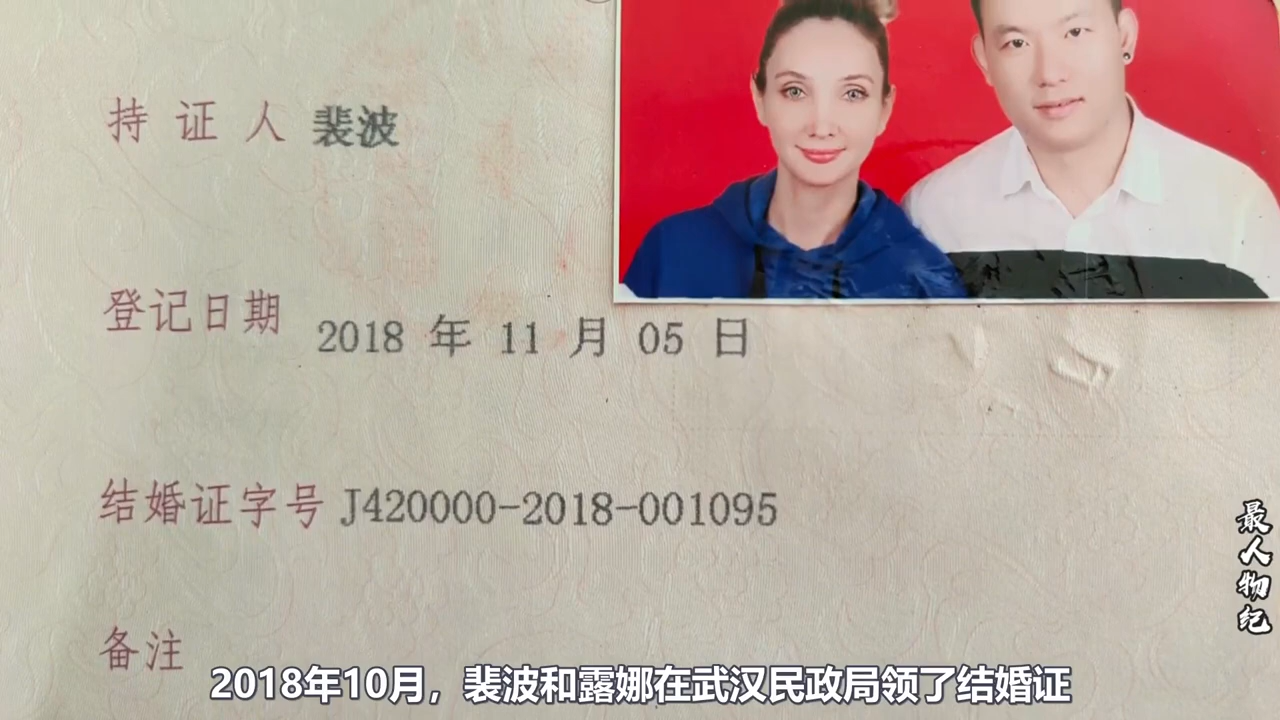 持证人 裴波
登记日期 2018 年 11 月 05 日
结婚证字号 J420000-2018-001095
备注
最人物纪
2018年10月，裴波和露娜在武汉民政局领了结婚证